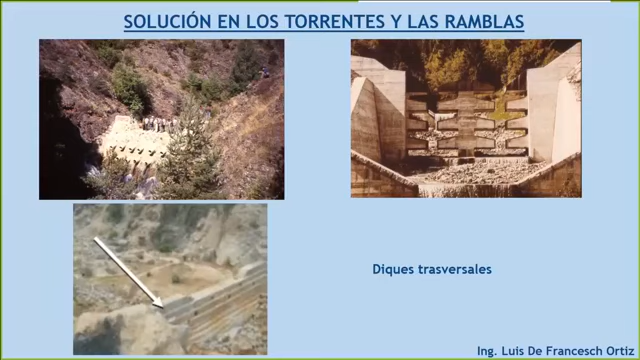 SOLUCIÓN EN LOS TORRENTES Y LAS RAMBLAS
Diques trasversales
Ing. Luis De Francesch Ortiz